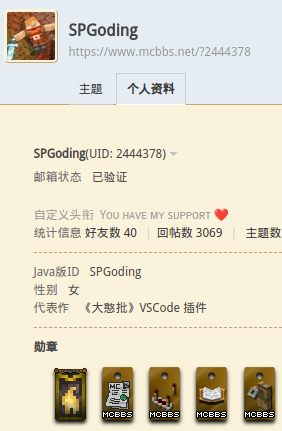 SPGoding
https://www.mcbbs.net/?2444378
主题 个人资料
SPGoding(UID: 2444378)
邮箱状态 已验证
自定义头衔 You have my support ❤️
统计信息 好友数 40 | 回帖数 3069 | 主题数
Java版ID SPGoding
性别 女
代表作 《大憨批》VSCode 插件
勋章
MCBBS MCBBS MCBBS MCBBS